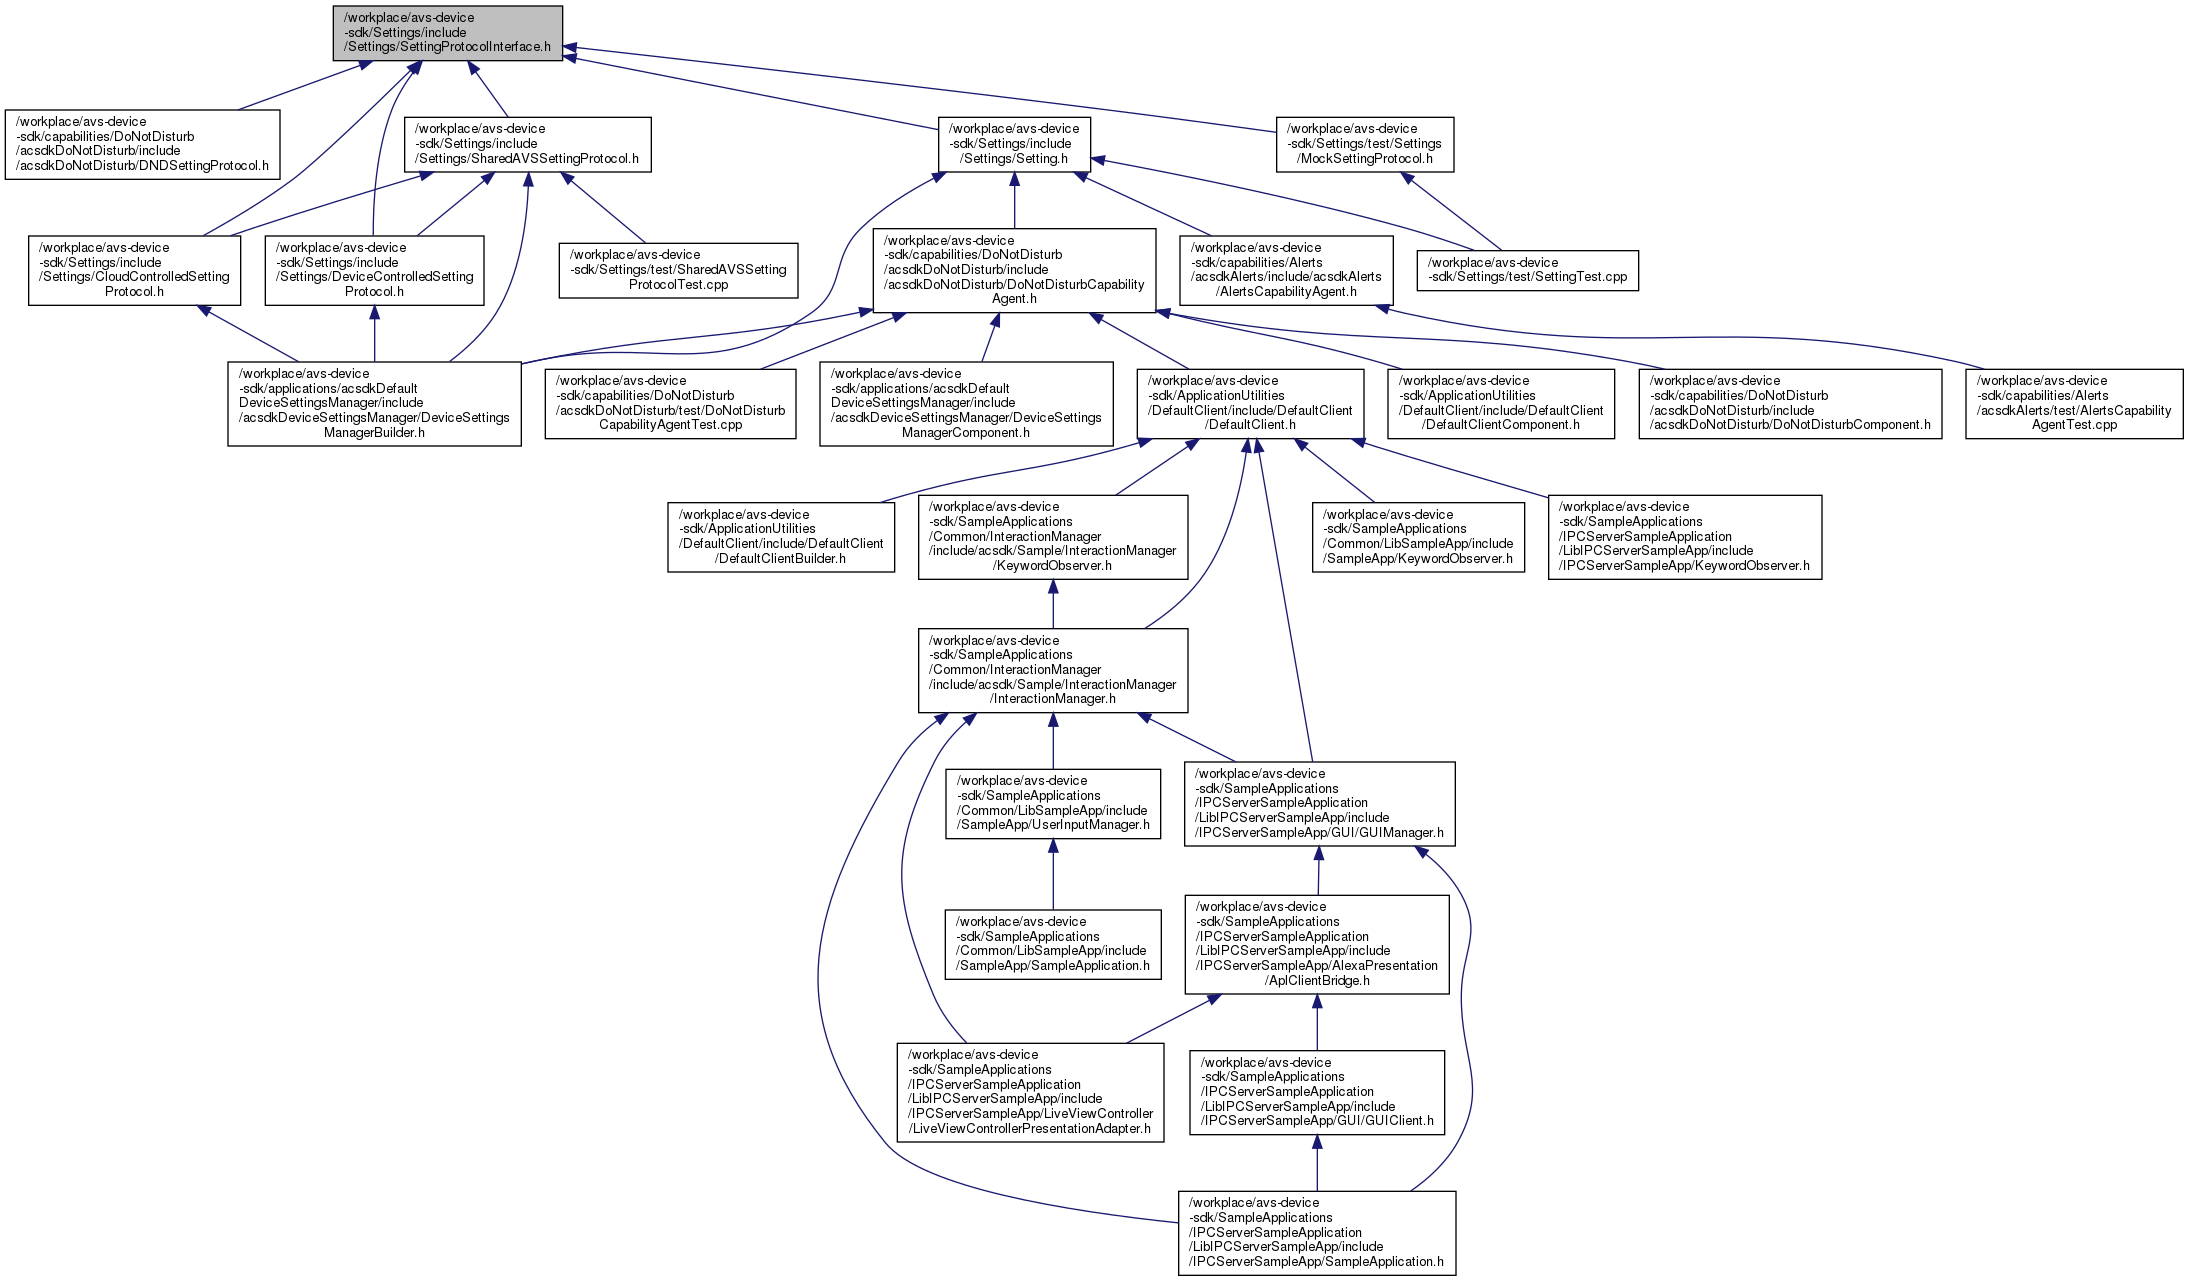 /workplace/avs-device
-sdk/Settings/include
/Settings/SettingProtocolInterface.h
/workplace/avs-device
-sdk/capabilities/DoNotDisturb
/acsdkDoNotDisturb/include
/acsdkDoNotDisturb/DNDSettingProtocol.h
/workplace/avs-device
-sdk/Settings/include
/Settings/SharedAVSSettingProtocol.h
/workplace/avs-device
-sdk/Settings/include
/Settings/Setting.h
/workplace/avs-device
-sdk/Settings/test/Settings
/MockSettingProtocol.h
/workplace/avs-device
-sdk/Settings/include
/Settings/CloudControlledSetting
Protocol.h
/workplace/avs-device
-sdk/Settings/include
/Settings/DeviceControlledSetting
Protocol.h
/workplace/avs-device
-sdk/Settings/test/SharedAVSSetting
ProtocolTest.cpp
/workplace/avs-device
-sdk/capabilities/DoNotDisturb
/acsdkDoNotDisturb/include
/acsdkDoNotDisturb/DoNotDisturbCapability
Agent.h
/workplace/avs-device
-sdk/capabilities/Alerts
/acsdkAlerts/include/acsdkAlerts
/AlertsCapabilityAgent.h
/workplace/avs-device
-sdk/Settings/test/SettingTest.cpp
/workplace/avs-device
-sdk/applications/acsdkDefault
DeviceSettingsManager/include
/acsdkDeviceSettingsManager/DeviceSettings
ManagerBuilder.h
/workplace/avs-device
-sdk/capabilities/DoNotDisturb
/acsdkDoNotDisturb/test/DoNotDisturb
CapabilityAgentTest.cpp
/workplace/avs-device
-sdk/applications/acsdkDefault
DeviceSettingsManager/include
/acsdkDeviceSettingsManager/DeviceSettings
ManagerComponent.h
/workplace/avs-device
-sdk/ApplicationUtilities
/DefaultClient/include/DefaultClient
/DefaultClient.h
/workplace/avs-device
-sdk/ApplicationUtilities
/DefaultClient/include/DefaultClient
/DefaultClientComponent.h
/workplace/avs-device
-sdk/capabilities/DoNotDisturb
/acsdkDoNotDisturb/include
/acsdkDoNotDisturb/DoNotDisturbComponent.h
/workplace/avs-device
-sdk/capabilities/Alerts
/acsdkAlerts/test/AlertsCapability
AgentTest.cpp
/workplace/avs-device
-sdk/ApplicationUtilities
/DefaultClient/include/DefaultClient
/DefaultClientBuilder.h
/workplace/avs-device
-sdk/SampleApplications
/Common/InteractionManager
/include/acsdk/Sample/InteractionManager
/KeywordObserver.h
/workplace/avs-device
-sdk/SampleApplications
/Common/LibSampleApp/include
/SampleApp/KeywordObserver.h
/workplace/avs-device
-sdk/SampleApplications
/IPCServerSampleApplication
/LibIPCServerSampleApp/include
/IPCServerSampleApp/KeywordObserver.h
/workplace/avs-device
-sdk/SampleApplications
/Common/InteractionManager
/include/acsdk/Sample/InteractionManager
/InteractionManager.h
/workplace/avs-device
-sdk/SampleApplications
/Common/LibSampleApp/include
/SampleApp/UserInputManager.h
/workplace/avs-device
-sdk/SampleApplications
/IPCServerSampleApplication
/LibIPCServerSampleApp/include
/IPCServerSampleApp/GUI/GUIManager.h
/workplace/avs-device
-sdk/SampleApplications
/Common/LibSampleApp/include
/SampleApp/SampleApplication.h
/workplace/avs-device
-sdk/SampleApplications
/IPCServerSampleApplication
/LibIPCServerSampleApp/include
/IPCServerSampleApp/AlexaPresentation
/AplClientBridge.h
/workplace/avs-device
-sdk/SampleApplications
/IPCServerSampleApplication
/LibIPCServerSampleApp/include
/IPCServerSampleApp/LiveViewController
/LiveViewControllerPresentationAdapter.h
/workplace/avs-device
-sdk/SampleApplications
/IPCServerSampleApplication
/LibIPCServerSampleApp/include
/IPCServerSampleApp/GUI/GUIClient.h
/workplace/avs-device
-sdk/SampleApplications
/IPCServerSampleApplication
/LibIPCServerSampleApp/include
/IPCServerSampleApp/SampleApplication.h